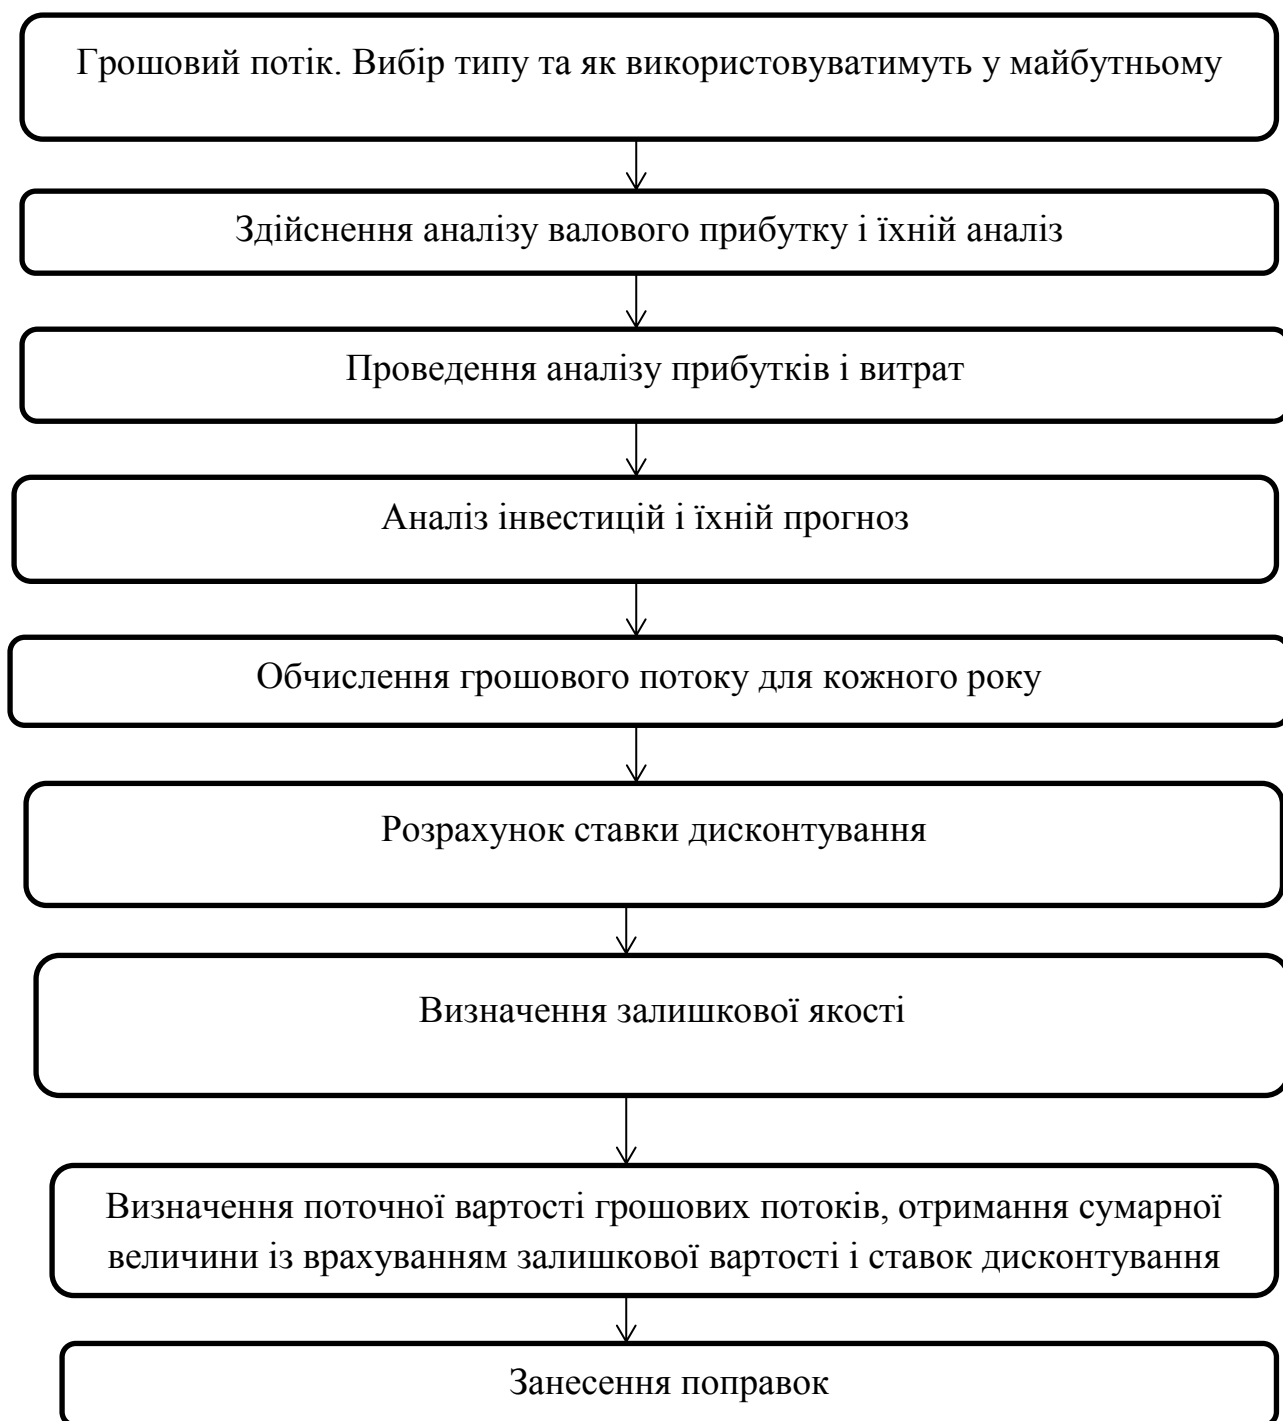 Грошовий потік. Вибір типу та як використовуватимуть у майбутньому
Здійснення аналізу валового прибутку і їхній аналіз
Проведення аналізу прибутків і витрат
Аналіз інвестицій і їхній прогноз
Обчислення грошового потоку для кожного року
Розрахунок ставки дисконтування
Визначення залишкової якості
Визначення поточної вартості грошових потоків, отримання сумарної
величини із врахуванням залишкової вартості і ставок дисконтування
Занесення поправок